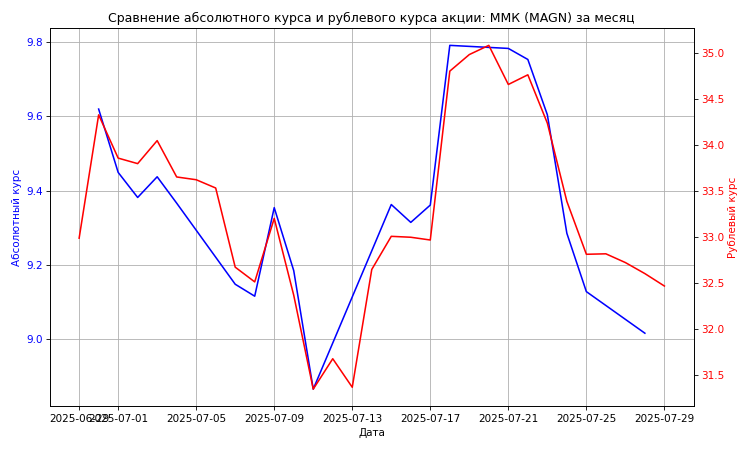 Сравнение абсолютного курса и рублевого курса акции: ММК (MAGN) за месяц
9.8
9.6
9.4
9.2
9.0
Абсолютный курс
35.0
34.5
34.0
33.5
33.0
32.5
32.0
31.5
Рублевый курс
2025-06-29 2025-07-01 2025-07-05 2025-07-09 2025-07-13 2025-07-17 2025-07-21 2025-07-25 2025-07-29
Дата